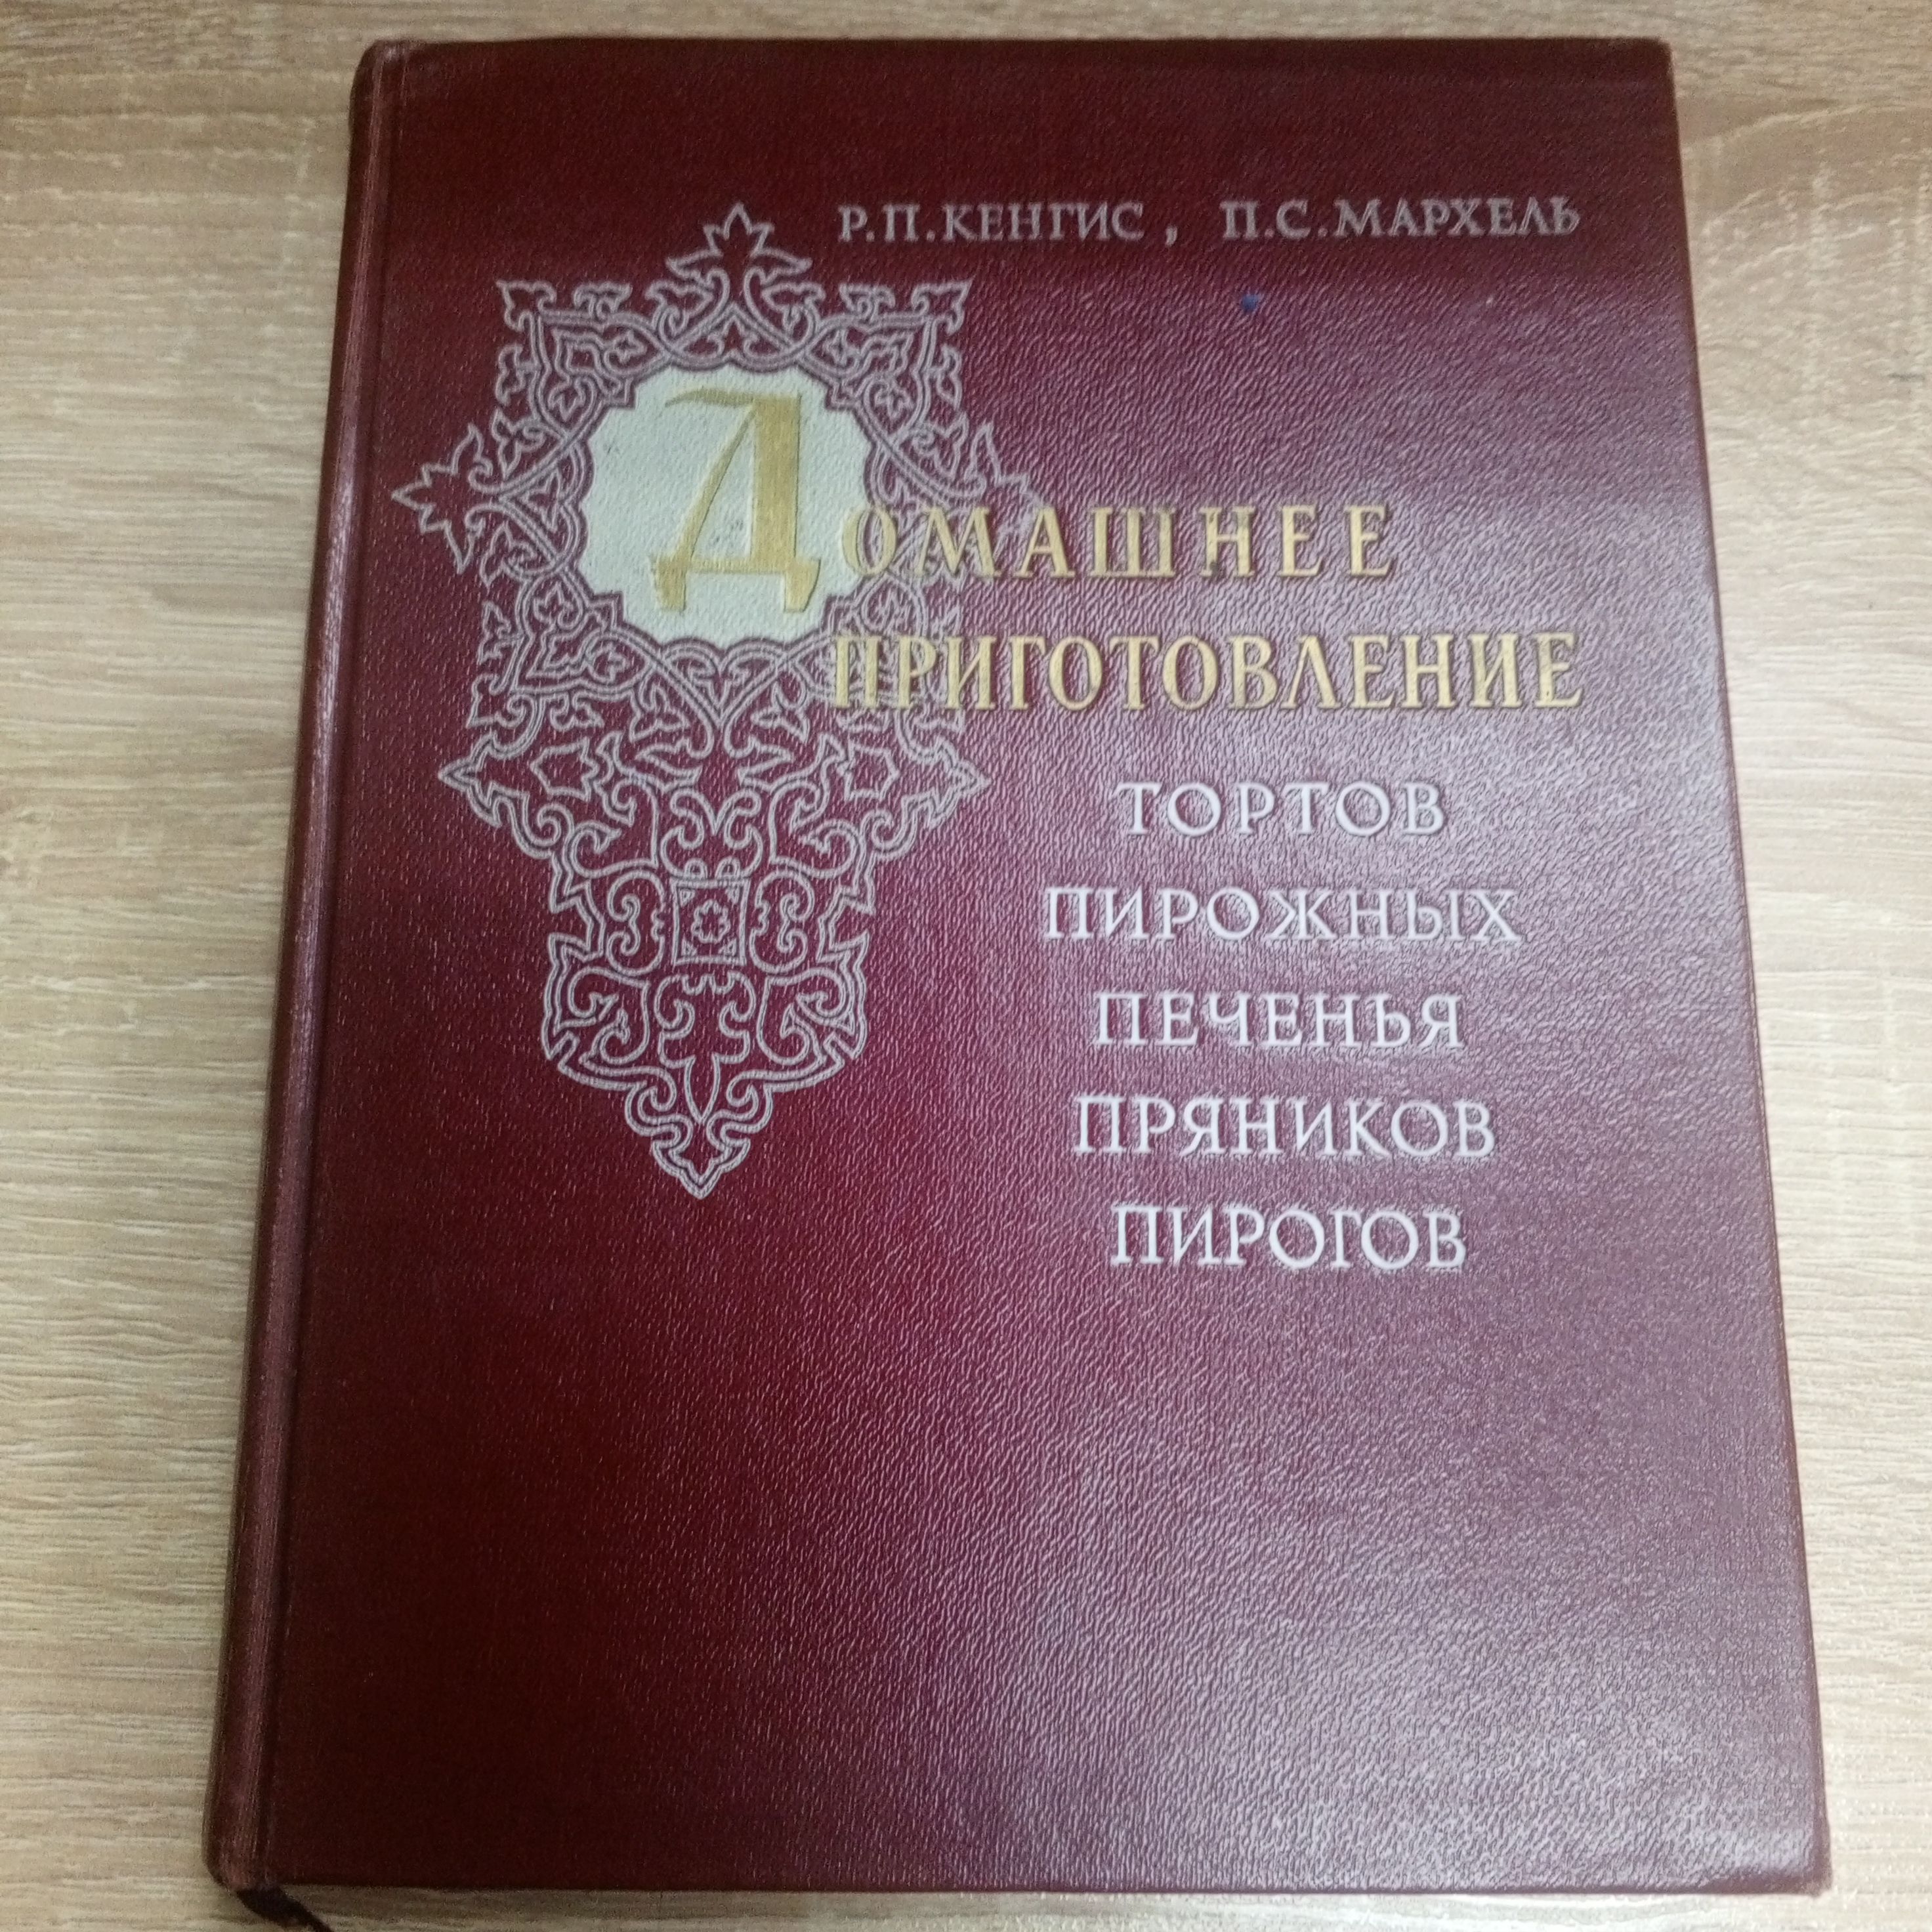 Р.П.КЕНГИС, П.С.МАРХЕЛЬ
ДОМАШНЕЕ
ПРИГОТОВЛЕНИЕ
ТОРТОВ
ПИРОЖНЫХ
ПЕЧЕНЬЯ
ПРЯНИКОВ
ПИРОГОВ